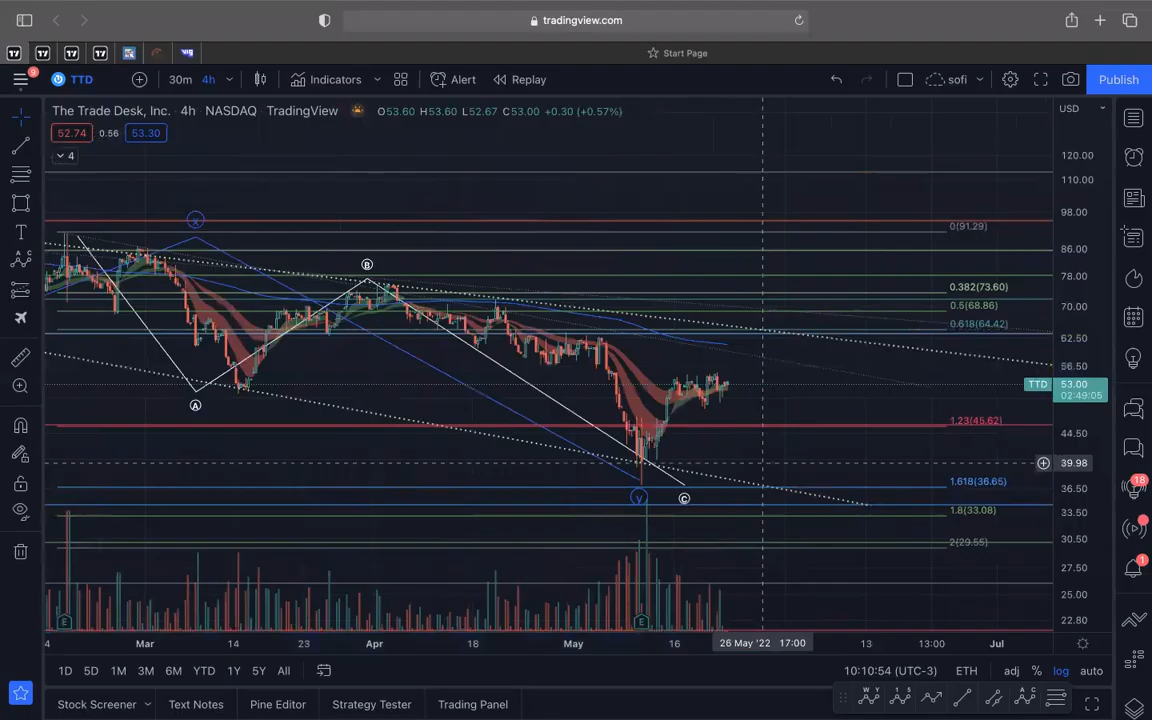 tradingview.com
Start Page
9
TTD
30m 4h
Indicators
Alert
Replay
sofi
Publish
The Trade Desk, Inc. 4h NASDAQ TradingView O53.60 H53.60 L52.67 C53.00 +0.30 (+0.57%)
USD
52.74 0.56 53.30
4
120.00
110.00
98.00
x
0(91.29)
86.00
B
78.00
0.382(73.60)
70.00
0.5(68.86)
0.618(64.42)
62.50
56.50
TTD 53.00
02:49:05
A
1.23(45.62)
44.50
39.98
1.618(36.65)
36.50
y
C
1.8(33.08)
33.50
2(29.55)
30.50
27.50
25.00
E
E
22.80
18
1
4 Mar 14 23 Apr 18 May 16 26 May '22 17:00 13 13:00 Jul
1D 5D 1M 3M 6M YTD 1Y 5Y All
10:10:54 (UTC-3) ETH adj % log auto
Stock Screener Text Notes Pine Editor Strategy Tester Trading Panel